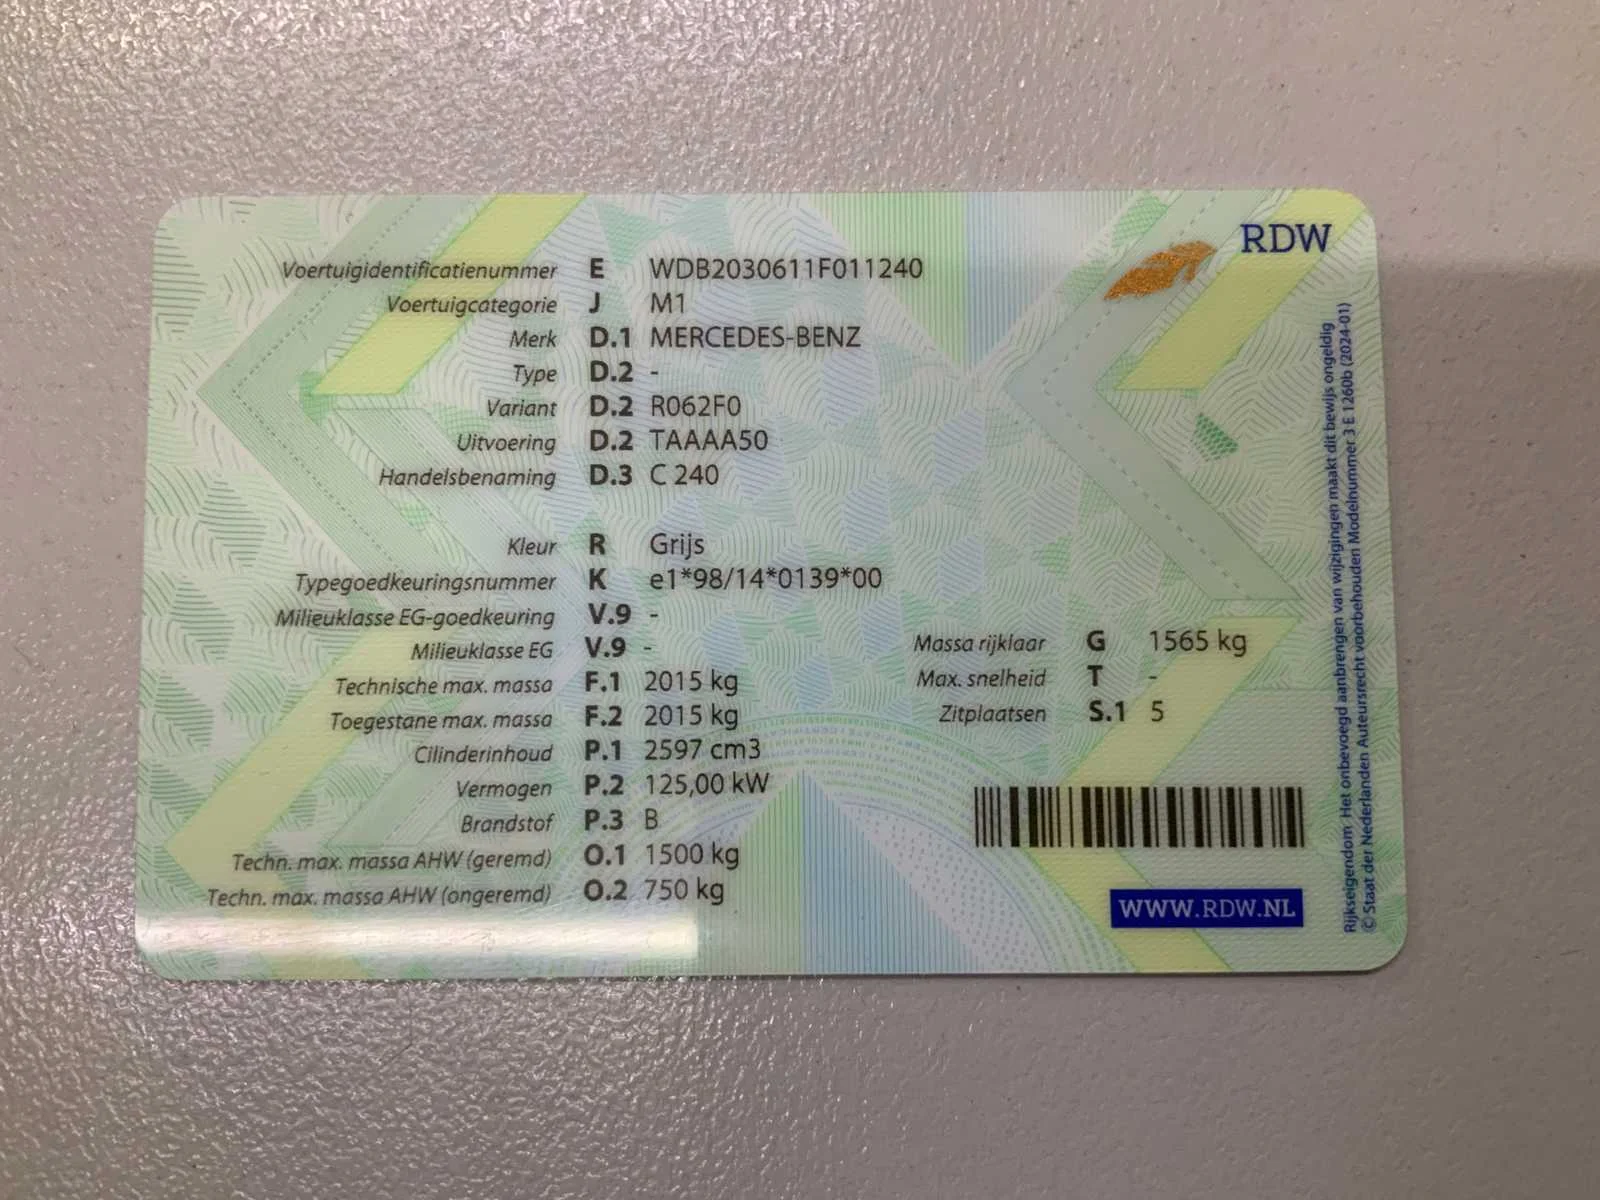 RDW
Voertuigidentificatienummer E WDB2030611F011240
Voertuigcategorie J M1
Merk D.1 MERCEDES-BENZ
Type D.2 -
Variant D.2 R062F0
Uitvoering D.2 TAAAA50
Handelsbenaming D.3 C 240
Kleur R Grijs
Typegoedkeuringsnummer K e1*98/14*0139*00
Milieuklasse EG-goedkeuring V.9 -
Milieuklasse EG V.9 -
Technische max. massa F.1 2015 kg
Toegestane max. massa F.2 2015 kg
Cilinderinhoud P.1 2597 cm3
Vermogen P.2 125,00 kW
Brandstof P.3 B
Techn. max. massa AHW (geremd) O.1 1500 kg
Techn. max. massa AHW (ongeremd) O.2 750 kg
Massa rijklaar G 1565 kg
Max. snelheid T -
Zitplaatsen S.1 5
WWW.RDW.NL
Rijkseigendom Het onbevoegd aanbrengen van wijzigingen maakt dit bewijs ongeldig
© Staat der Nederlanden Auteursrecht voorbehouden Modelnummer 3 E 1260b (2024-01)